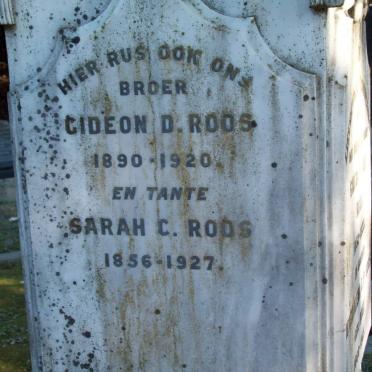 HIER RUS OOK ONS
BROER
GIDEON D. ROOS
1890-1920.
EN TANTE
SARAH C. ROOS
1856-1927.